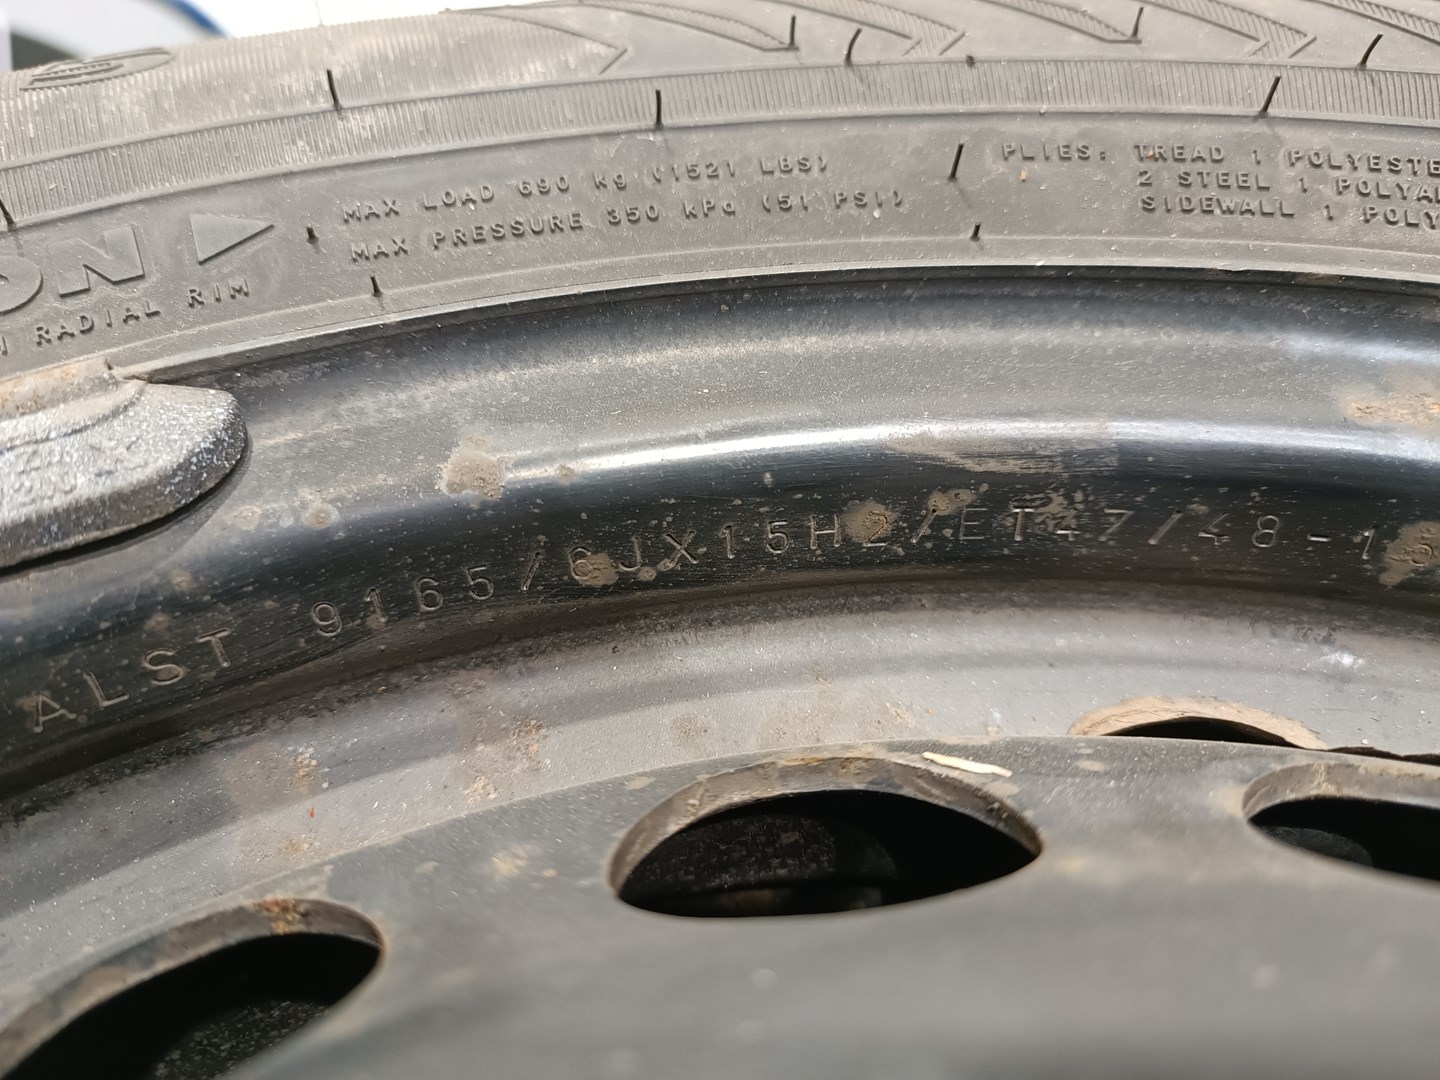 MAX LOAD 690 kg (1521 LBS)
MAX PRESSURE 350 kPa (51 PSI)
PLIES: TREAD 1 POLYESTE
2 STEEL 1 POLYA
SIDEWALL 1 POLY
ON
RADIAL RIM
ALST 9165/6JX15H2/ET47/48-1